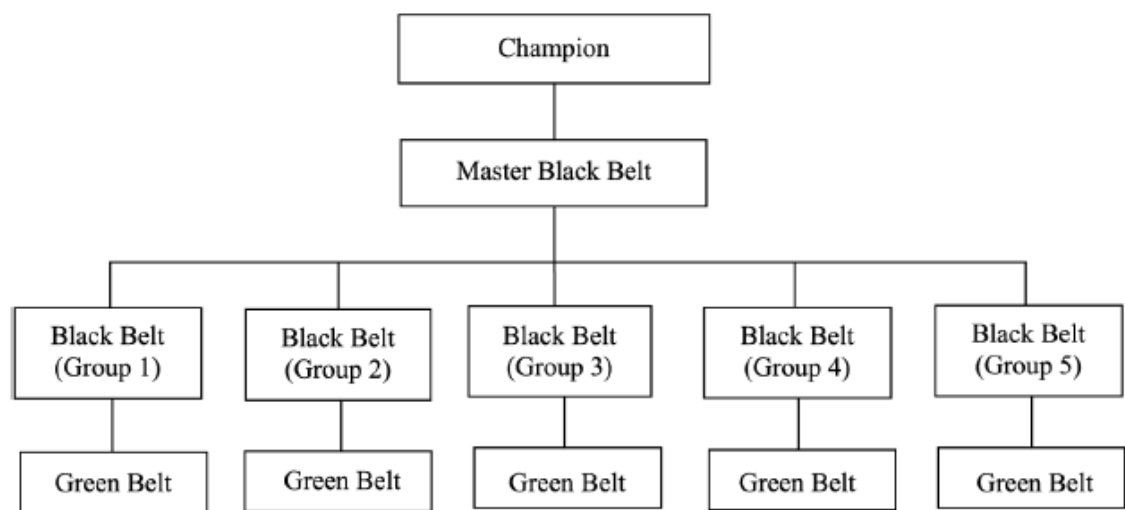 Champion
Master Black Belt
Black Belt
(Group 1)
Black Belt
(Group 2)
Black Belt
(Group 3)
Black Belt
(Group 4)
Black Belt
(Group 5)
Green Belt
Green Belt
Green Belt
Green Belt
Green Belt